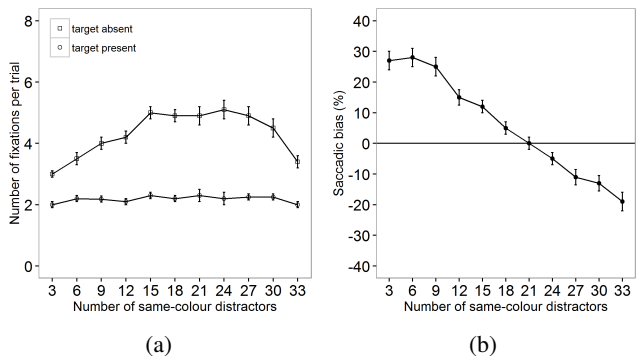 8
6
4
2
0
Number of fixations per trial
target absent
target present
3 6 9 12 15 18 21 24 27 30 33
Number of same-colour distractors
(a)
40
30
20
10
0
-10
-20
-30
-40
Saccadic bias (%)
3 6 9 12 15 18 21 24 27 30 33
Number of same-colour distractors
(b)